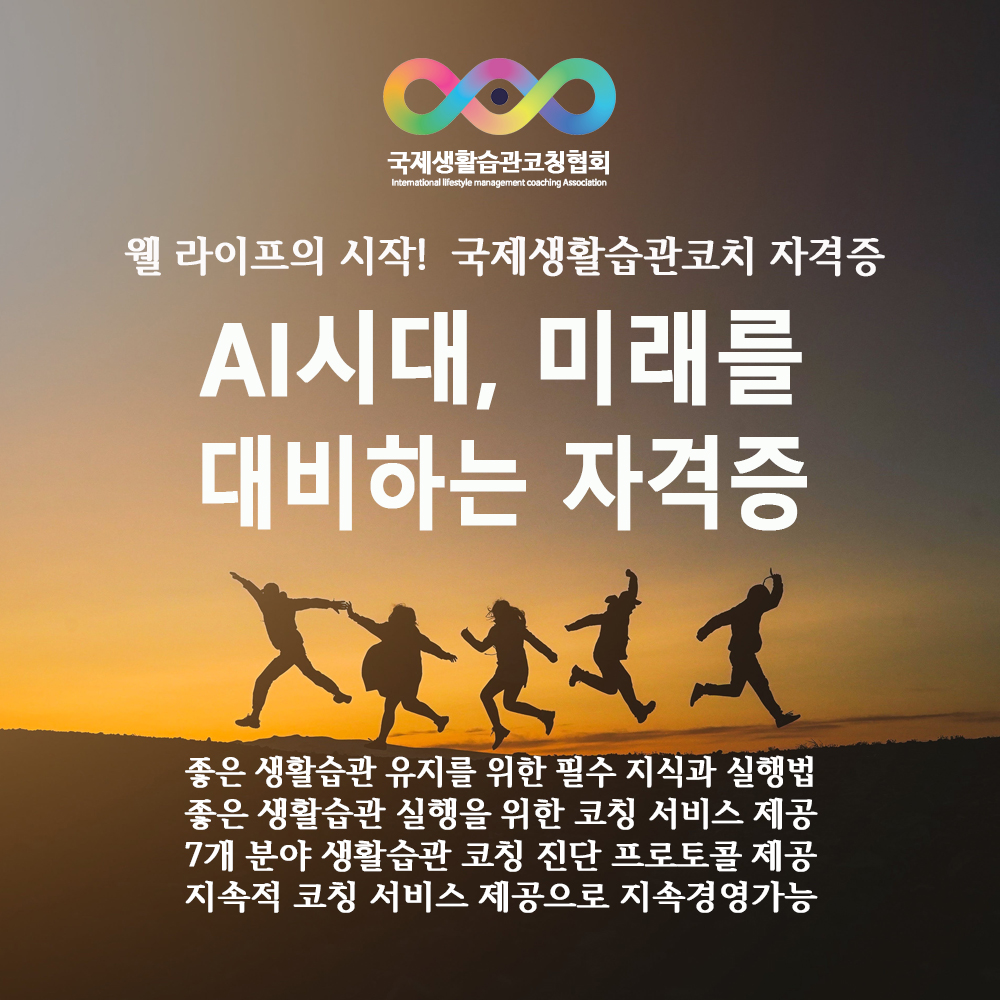 국제생활습관코칭협회
International lifestyle management coaching Association
웰 라이프의 시작! 국제생활습관코치 자격증
AI시대, 미래를
대비하는 자격증
좋은 생활습관 유지를 위한 필수 지식과 실행법
좋은 생활습관 실행을 위한 코칭 서비스 제공
7개 분야 생활습관 코칭 진단 프로토콜 제공
지속적 코칭 서비스 제공으로 지속경영가능